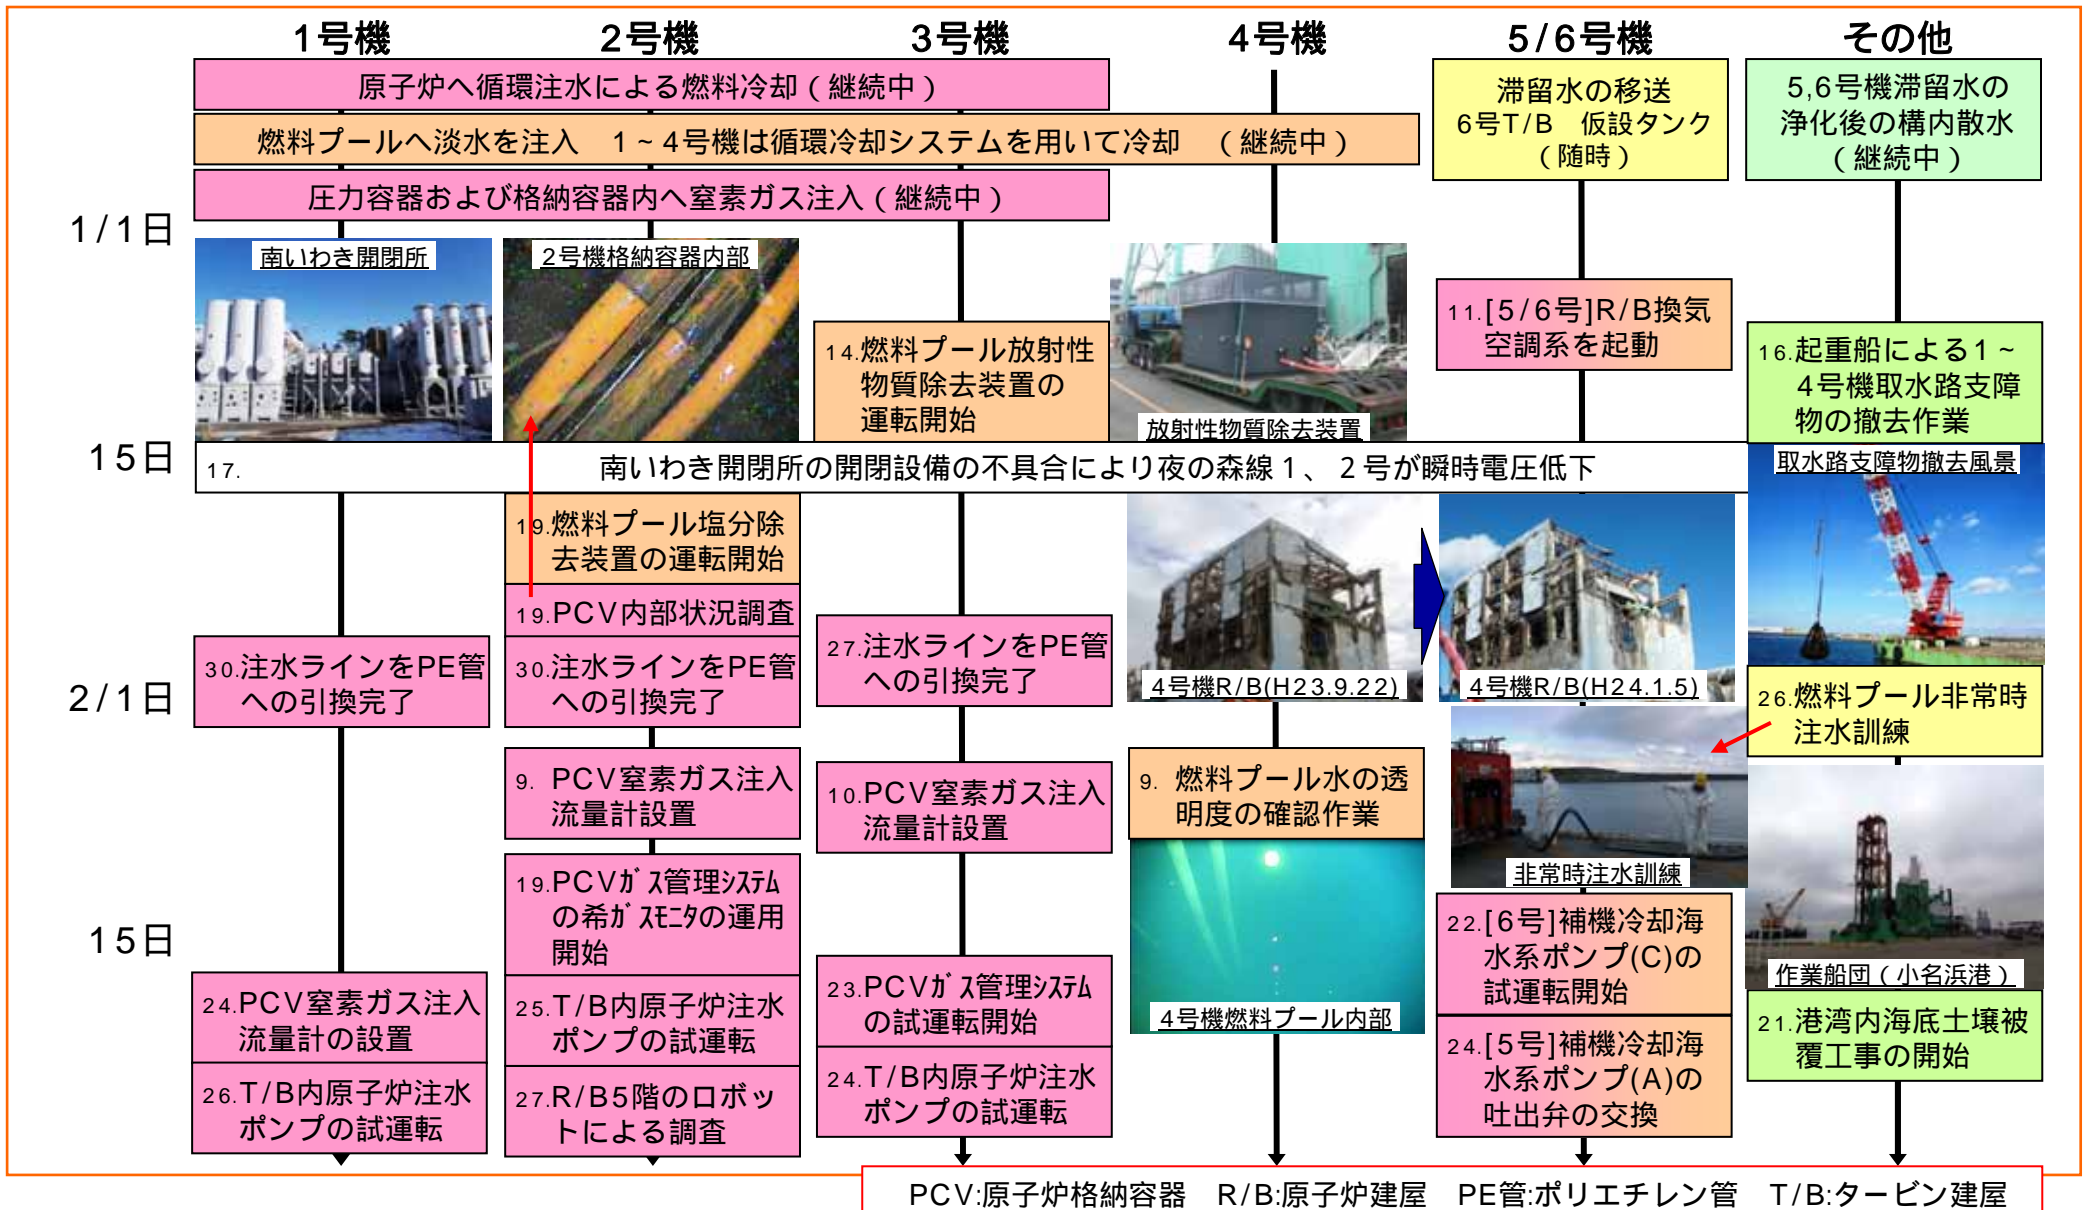 1号機
2号機
3号機
4号機
5/6号機
その他
原子炉へ循環注水による燃料冷却（継続中）
燃料プールへ淡水を注入　1～4号機は循環冷却システムを用いて冷却　（継続中）
圧力容器および格納容器内へ窒素ガス注入（継続中）
滞留水の移送
6号T/B　仮設タンク
（随時）
5,6号機滞留水の
浄化後の構内散水
（継続中）
1/1日
南いわき開閉所
2号機格納容器内部
14.燃料プール放射性
物質除去装置の
運転開始
放射性物質除去装置
11.[5/6号]R/B換気
空調系を起動
16.起重船による1～
4号機取水路支障
物の撤去作業
15日
17.　南いわき開閉所の開閉設備の不具合により夜の森線1、2号が瞬時電圧低下
取水路支障物撤去風景
19.燃料プール塩分除
去装置の運転開始
19.PCV内部状況調査
30.注水ラインをPE管
への引換完了
30.注水ラインをPE管
への引換完了
27.注水ラインをPE管
への引換完了
4号機R/B(H23.9.22)
4号機R/B(H24.1.5)
2/1日
26.燃料プール非常時
注水訓練
9. PCV窒素ガス注入
流量計設置
10.PCV窒素ガス注入
流量計設置
9. 燃料プール水の透
明度の確認作業
非常時注水訓練
19.PCVｶﾞｽ管理ｼｽﾃﾑ
の希ｶﾞｽﾓﾆﾀの運用
開始
15日
4号機燃料プール内部
22.[6号]補機冷却海
水系ポンプ(C)の
試運転開始
作業船団（小名浜港）
24.PCV窒素ガス注入
流量計の設置
25.T/B内原子炉注水
ポンプの試運転
23.PCVｶﾞｽ管理ｼｽﾃﾑ
の試運転開始
24.[5号]補機冷却海
水系ポンプ(A)の
吐出弁の交換
21.港湾内海底土壌被
覆工事の開始
26.T/B内原子炉注水
ポンプの試運転
27.R/B5階のロボッ
トによる調査
24.T/B内原子炉注水
ポンプの試運転
PCV:原子炉格納容器　R/B:原子炉建屋　PE管:ポリエチレン管　T/B:タービン建屋